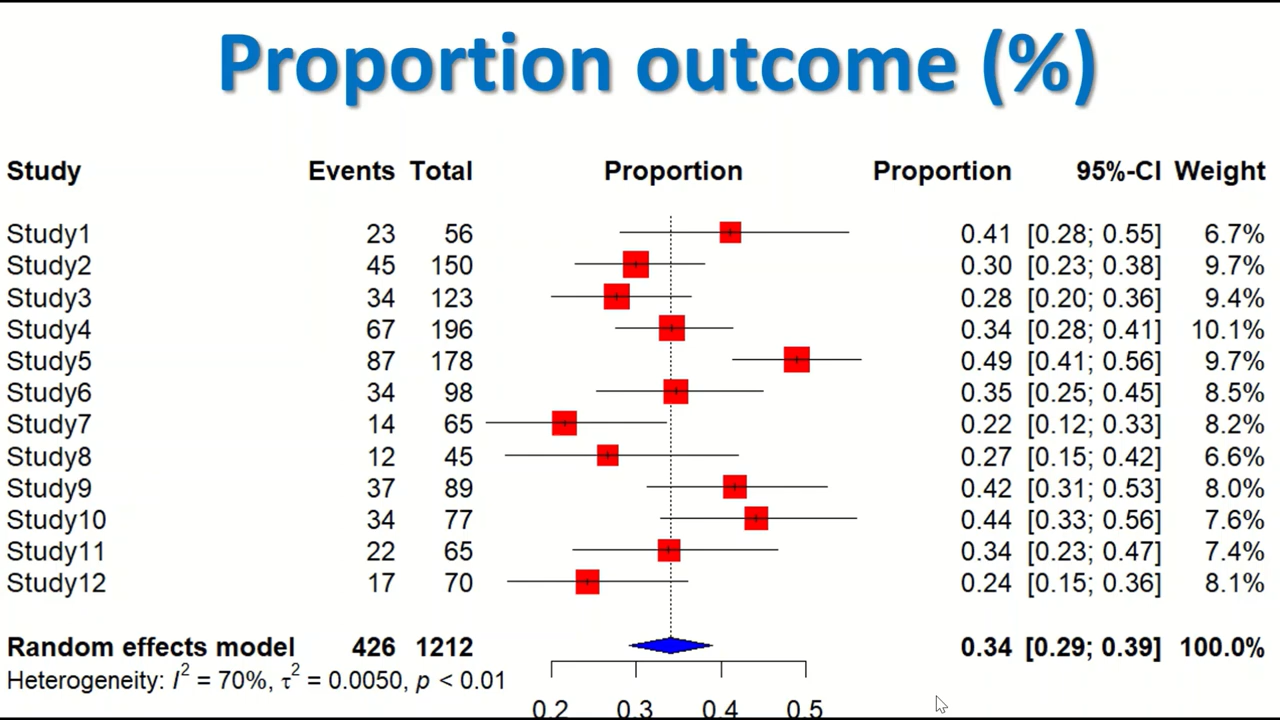 Proportion outcome (%)
Study Events Total Proportion Proportion 95%-CI Weight
Study1 23 56 0.41 [0.28; 0.55] 6.7%
Study2 45 150 0.30 [0.23; 0.38] 9.7%
Study3 34 123 0.28 [0.20; 0.36] 9.4%
Study4 67 196 0.34 [0.28; 0.41] 10.1%
Study5 87 178 0.49 [0.41; 0.56] 9.7%
Study6 34 98 0.35 [0.25; 0.45] 8.5%
Study7 14 65 0.22 [0.12; 0.33] 8.2%
Study8 12 45 0.27 [0.15; 0.42] 6.6%
Study9 37 89 0.42 [0.31; 0.53] 8.0%
Study10 34 77 0.44 [0.33; 0.56] 7.6%
Study11 22 65 0.34 [0.23; 0.47] 7.4%
Study12 17 70 0.24 [0.15; 0.36] 8.1%
Random effects model 426 1212 0.34 [0.29; 0.39] 100.0%
Heterogeneity: I² = 70%, τ² = 0.0050, p < 0.01
0.2 0.3 0.4 0.5